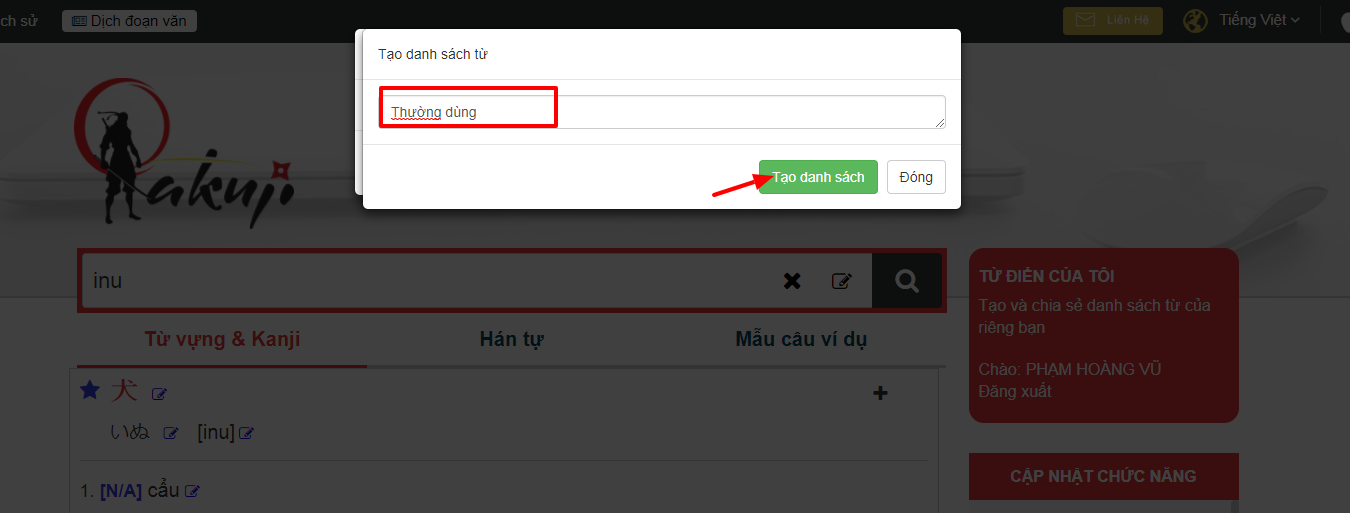 ch sử
Dịch đoạn văn
Liên Hệ
Tiếng Việt
Tạo danh sách từ
Thường dùng
Tạo danh sách
Đóng
akuji
inu
Từ vựng & Kanji
Hán tự
Mẫu câu ví dụ
犬
いぬ [inu]
1. [N/A] cẩu
TỪ ĐIỂN CỦA TÔI
Tạo và chia sẻ danh sách từ của
riêng bạn
Chào: PHẠM HOÀNG VŨ
Đăng xuất
CẬP NHẬT CHỨC NĂNG